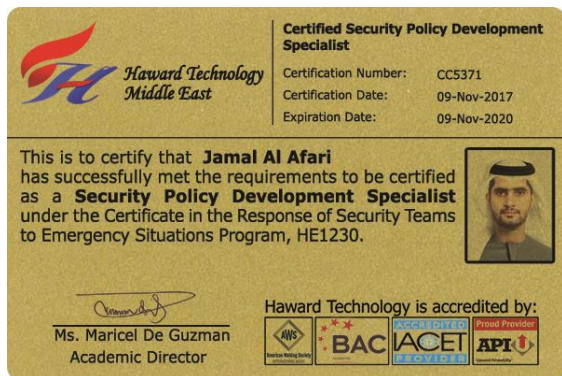 Haward Technology
Middle East
Certified Security Policy Development
Specialist
Certification Number: CC5371
Certification Date: 09-Nov-2017
Expiration Date: 09-Nov-2020
This is to certify that Jamal Al Afari
has successfully met the requirements to be certified
as a Security Policy Development Specialist
under the Certificate in the Response of Security Teams
to Emergency Situations Program, HE1230.
Ms. Maricel De Guzman
Academic Director
Haward Technology is accredited by:
AWS
American Welding Society
BAC
ACCREDITED
IACET
PROVIDER
Proud Provider
API